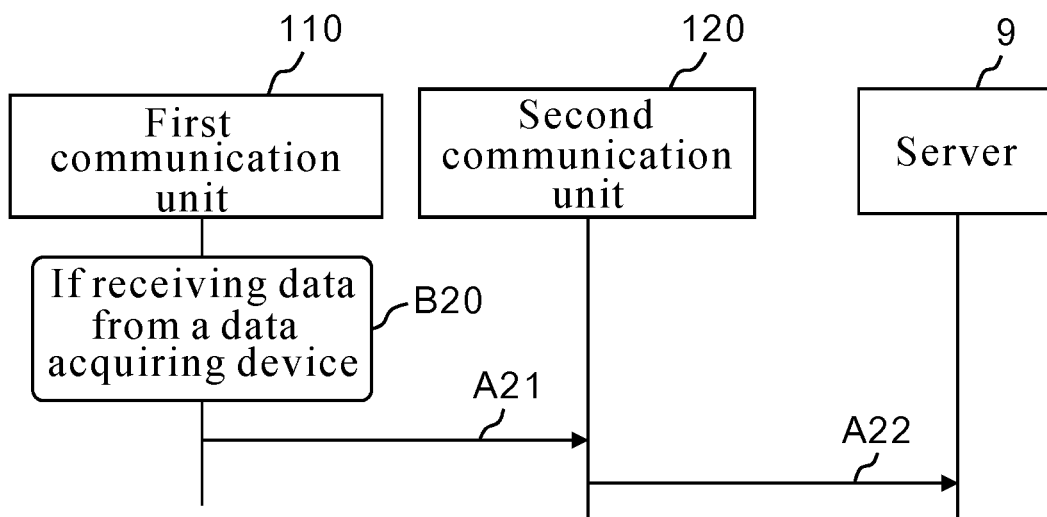 110
120
9
First
communication
unit
Second
communication
unit
Server
If receiving data
from a data
acquiring device
B20
A21
A22